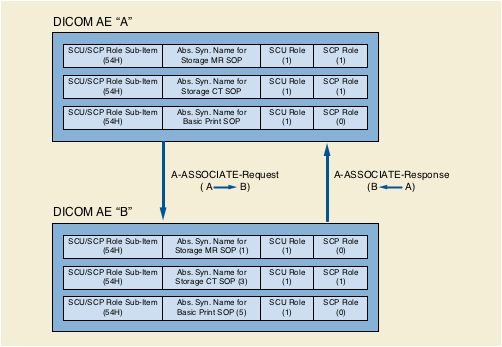 DICOM AE “A”
SCU/SCP Role Sub-Item Abs. Syn. Name for SCU Role SCP Role
(54H) Storage MR SOP (1) (1)
SCU/SCP Role Sub-Item Abs. Syn. Name for SCU Role SCP Role
(54H) Storage CT SOP (1) (1)
SCU/SCP Role Sub-Item Abs. Syn. Name for SCU Role SCP Role
(54H) Basic Print SOP (1) (0)
A-ASSOCIATE-Request
( A B)
A-ASSOCIATE-Response
(B A)
DICOM AE “B”
SCU/SCP Role Sub-Item Abs. Syn. Name for SCU Role SCP Role
(54H) Storage MR SOP (1) (1) (0)
SCU/SCP Role Sub-Item Abs. Syn. Name for SCU Role SCP Role
(54H) Storage CT SOP (3) (1) (1)
SCU/SCP Role Sub-Item Abs. Syn. Name for SCU Role SCP Role
(54H) Basic Print SOP (5) (1) (0)